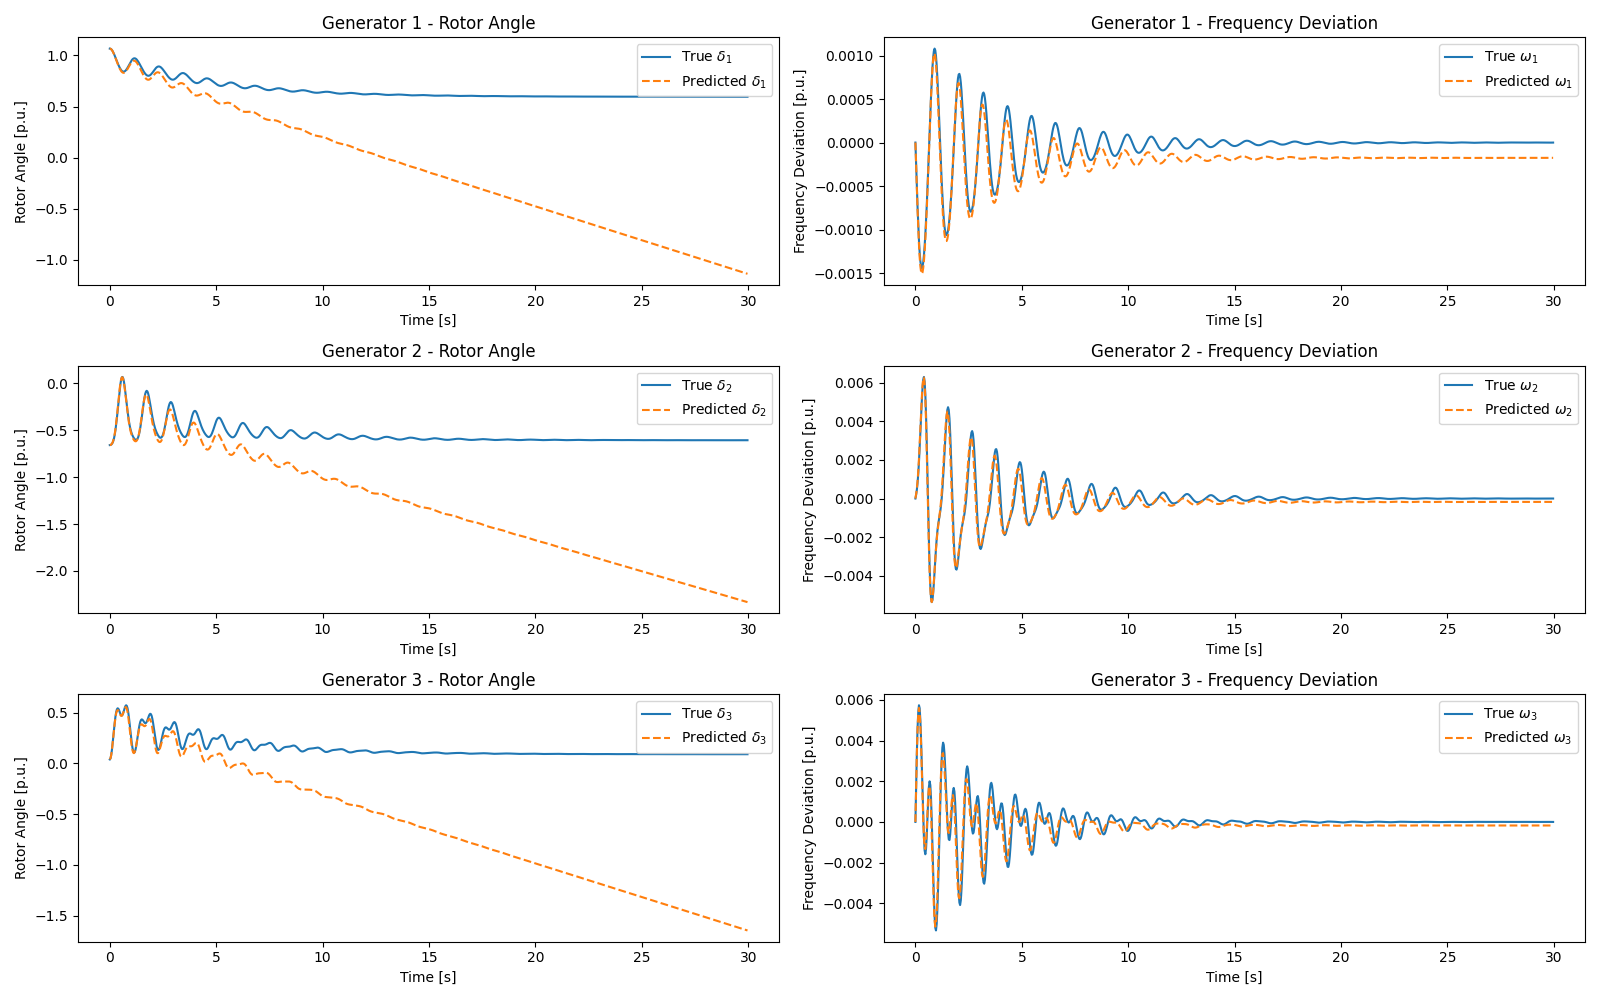 Generator 1 - Rotor Angle
Rotor Angle [p.u.]
1.0
0.5
0.0
−0.5
−1.0
True δ1
Predicted δ1
0 5 10 15 20 25 30
Time [s]
Generator 1 - Frequency Deviation
Frequency Deviation [p.u.]
0.0010
0.0005
0.0000
−0.0005
−0.0010
−0.0015
True ω1
Predicted ω1
0 5 10 15 20 25 30
Time [s]
Generator 2 - Rotor Angle
Rotor Angle [p.u.]
0.0
−0.5
−1.0
−1.5
−2.0
True δ2
Predicted δ2
0 5 10 15 20 25 30
Time [s]
Generator 2 - Frequency Deviation
Frequency Deviation [p.u.]
0.006
0.004
0.002
0.000
−0.002
−0.004
True ω2
Predicted ω2
0 5 10 15 20 25 30
Time [s]
Generator 3 - Rotor Angle
Rotor Angle [p.u.]
0.5
0.0
−0.5
−1.0
−1.5
True δ3
Predicted δ3
0 5 10 15 20 25 30
Time [s]
Generator 3 - Frequency Deviation
Frequency Deviation [p.u.]
0.006
0.004
0.002
0.000
−0.002
−0.004
True ω3
Predicted ω3
0 5 10 15 20 25 30
Time [s]